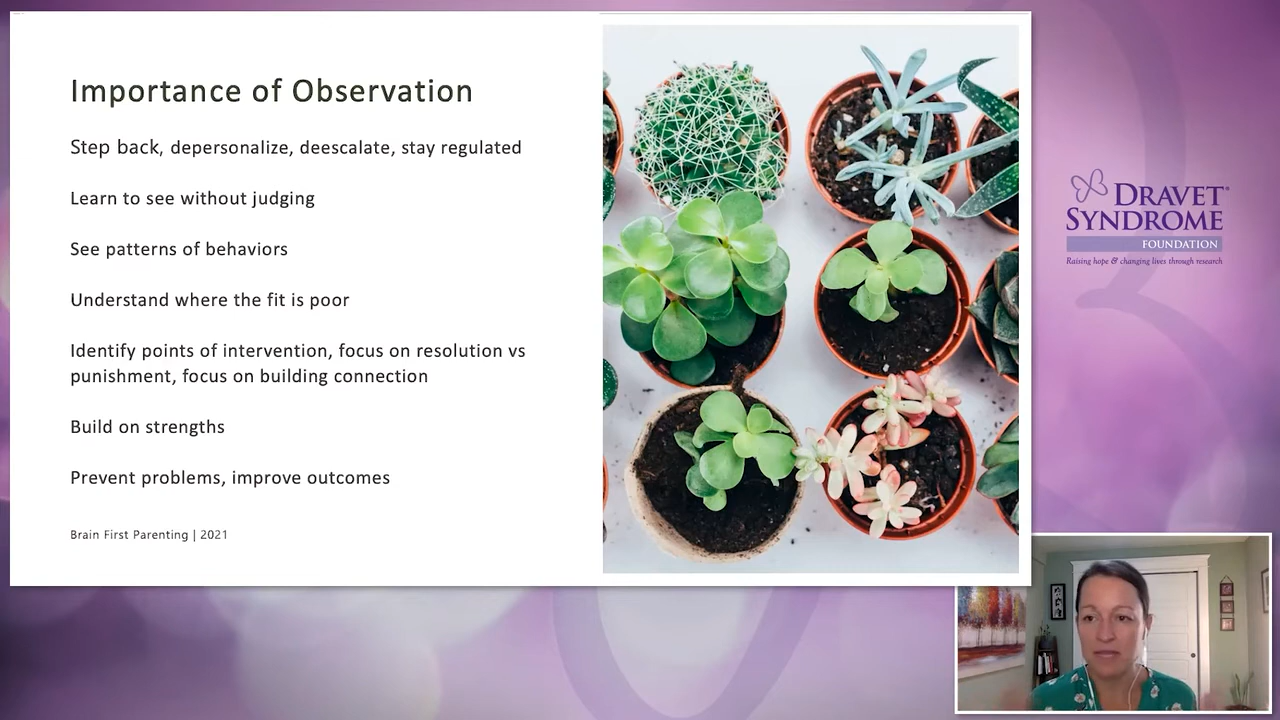 Importance of Observation
Step back, depersonalize, deescalate, stay regulated
Learn to see without judging
See patterns of behaviors
Understand where the fit is poor
Identify points of intervention, focus on resolution vs
punishment, focus on building connection
Build on strengths
Prevent problems, improve outcomes
Brain First Parenting | 2021
DRAVET®
SYNDROME
FOUNDATION
Raising hope & changing lives through research